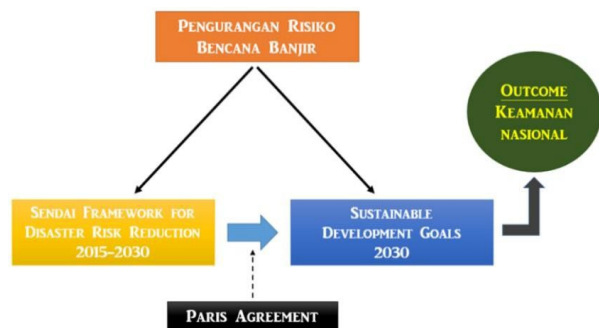 Pengurangan Risiko
Bencana Banjir
Outcome
Keamanan
nasional
Sendai Framework for
Disaster Risk Reduction
2015–2030
Sustainable
Development Goals
2030
Paris Agreement